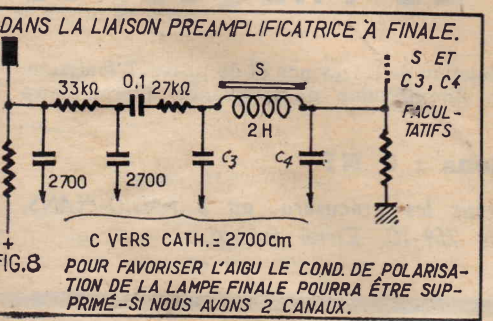 DANS LA LIAISON PREAMPLIFICATRICE À FINALE.
S ET
C3, C4
FACUL-
TATIFS
33kΩ
0.1
27kΩ
S
2 H
2700
2700
C3
C4
C VERS CATH. = 2700cm
+
FIG.8
POUR FAVORISER L'AIGU LE COND. DE POLARISA-
TION DE LA LAMPE FINALE POURRA ÊTRE SUP-
PRIMÉ-SI NOUS AVONS 2 CANAUX.